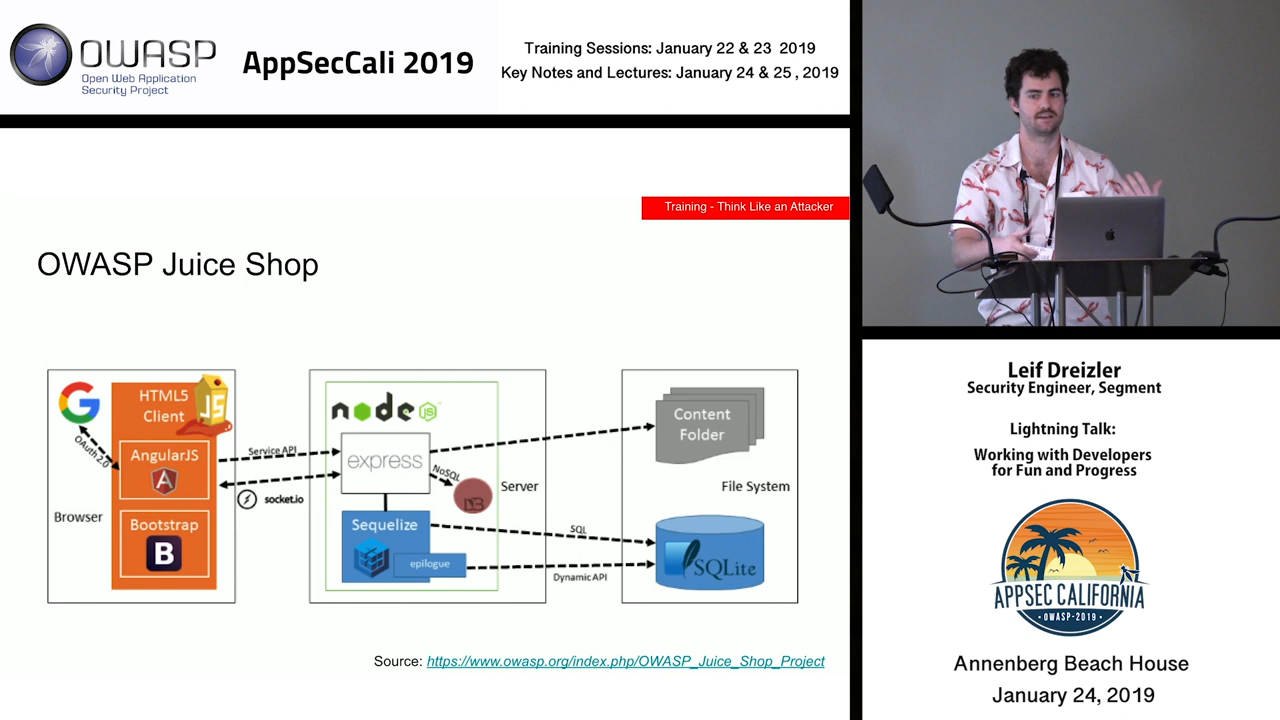 OWASP
Open Web Application
Security Project
AppSecCali 2019
Training Sessions: January 22 & 23 2019
Key Notes and Lectures: January 24 & 25 , 2019
Training - Think Like an Attacker
OWASP Juice Shop
HTML5
Client
JS
OAuth 2.0
AngularJS
A
Browser
Bootstrap
B
Service API
socket.io
node
JS
express
NoSQL
DB
Server
Sequelize
epilogue
Content
Folder
File System
SQL
SQLite
Dynamic API
Source: https://www.owasp.org/index.php/OWASP_Juice_Shop_Project
Leif Dreizler
Security Engineer, Segment
Lightning Talk:
Working with Developers
for Fun and Progress
APPSEC CALIFORNIA
• OWASP-2019 •
Annenberg Beach House
January 24, 2019